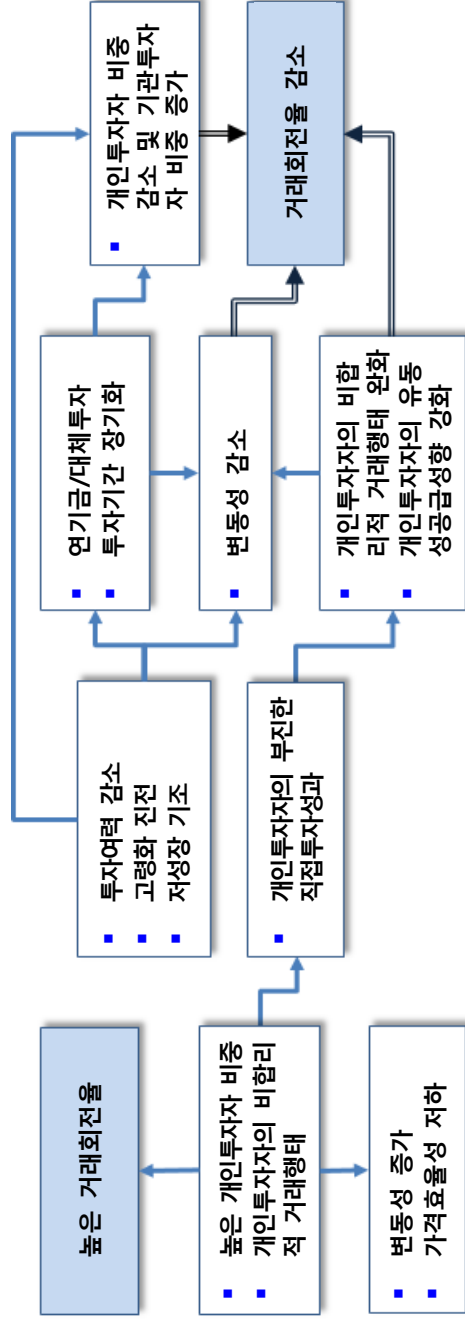 높은 거래회전율
▪ 높은 개인투자자 비중
▪ 개인투자자의 비합리
적 거래행태
▪ 변동성 증가
▪ 가격효율성 저하
▪ 투자여력 감소
▪ 고령화 진전
▪ 저성장 기조
▪ 개인투자자의 부진한
직접투자성과
▪ 연기금/대체투자
▪ 투자기간 장기화
▪ 변동성 감소
▪ 개인투자자의 비합
리적 거래행태 완화
▪ 개인투자자의 유동
성공급성향 강화
▪ 개인투자자 비중
감소 및 기관투자
자 비중 증가
거래회전율 감소